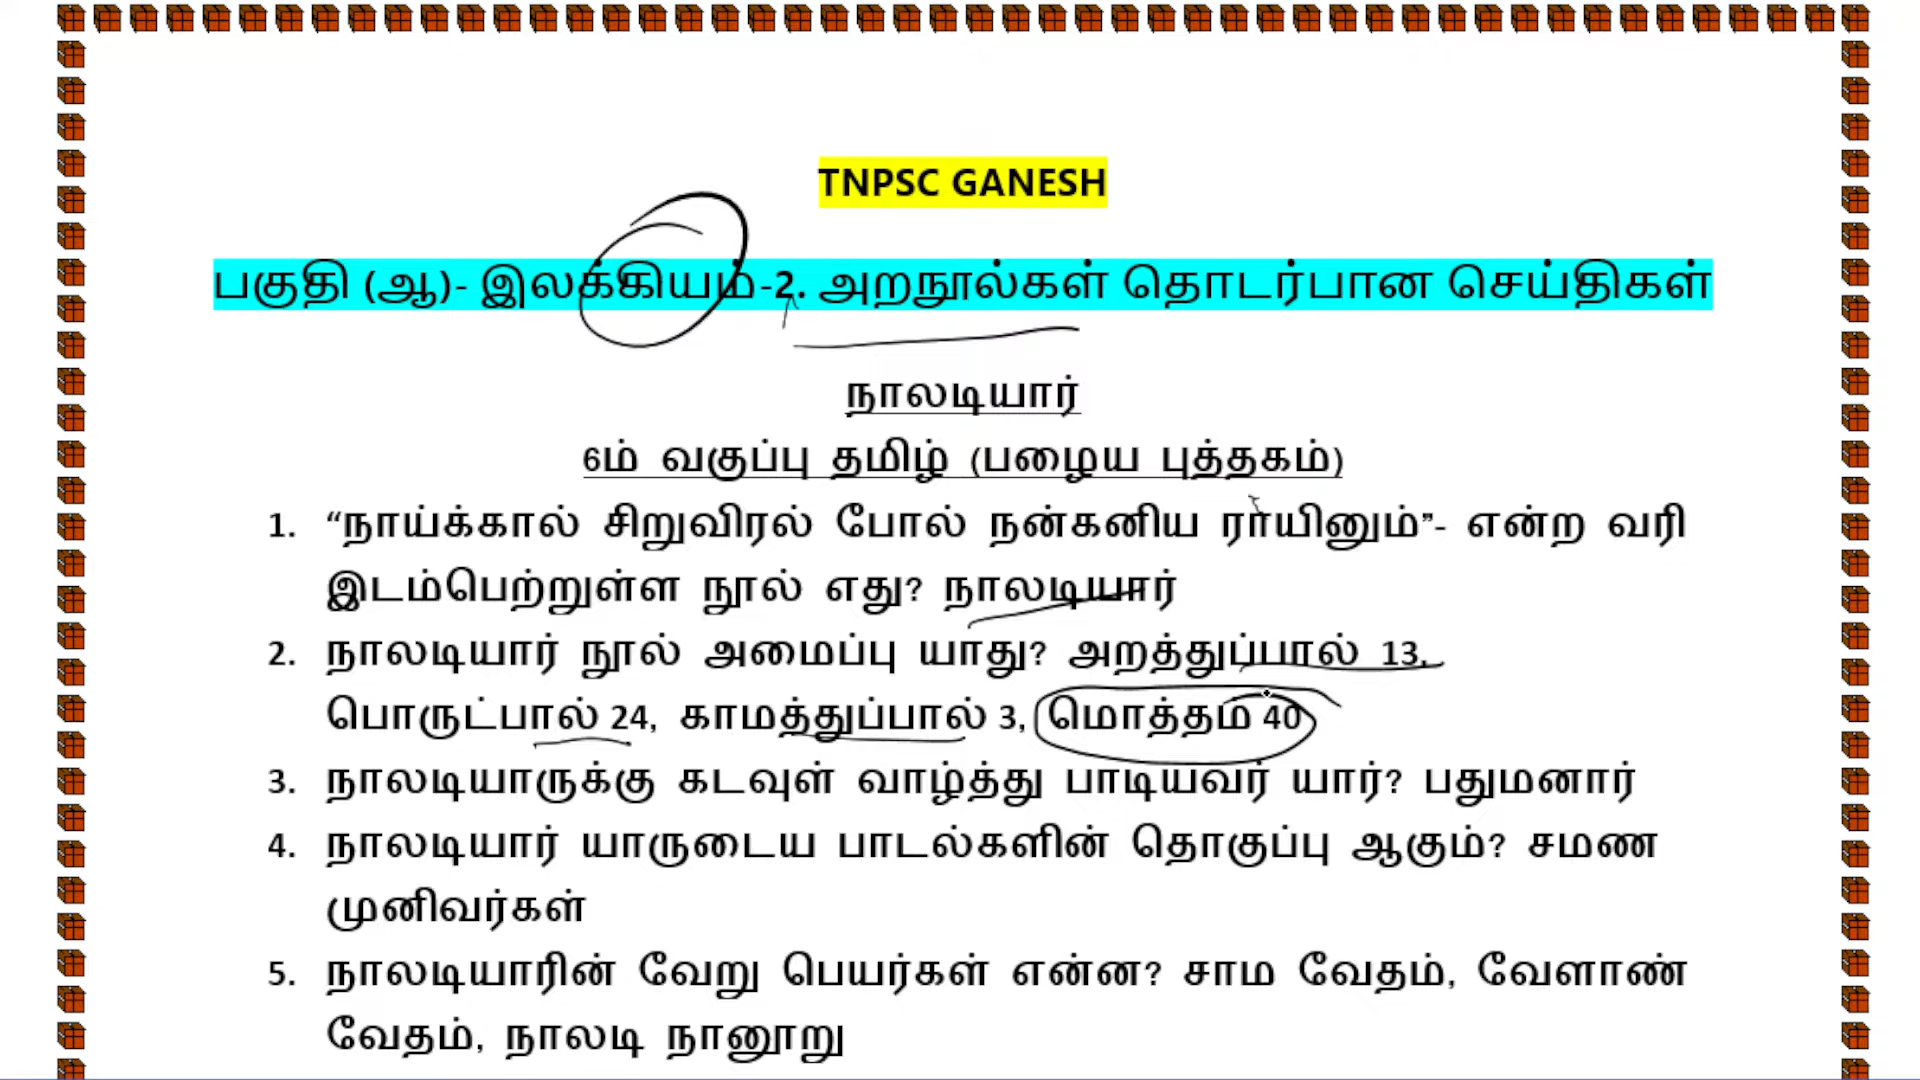 TNPSC GANESH
பகுதி (ஆ)- இலக்கியம்-2. அறநூல்கள் தொடர்பான செய்திகள்
நாலடியார்
6ம் வகுப்பு தமிழ் (பழைய புத்தகம்)
1. “நாய்க்கால் சிறுவிரல் போல் நன்கனிய ராயினும்”- என்ற வரி
இடம்பெற்றுள்ள நூல் எது? நாலடியார்
2. நாலடியார் நூல் அமைப்பு யாது? அறத்துப்பால் 13,
பொருட்பால் 24, காமத்துப்பால் 3, மொத்தம் 40
3. நாலடியாருக்கு கடவுள் வாழ்த்து பாடியவர் யார்? பதுமனார்
4. நாலடியார் யாருடைய பாடல்களின் தொகுப்பு ஆகும்? சமண
முனிவர்கள்
5. நாலடியாரின் வேறு பெயர்கள் என்ன? சாம வேதம், வேளாண்
வேதம், நாலடி நானூறு